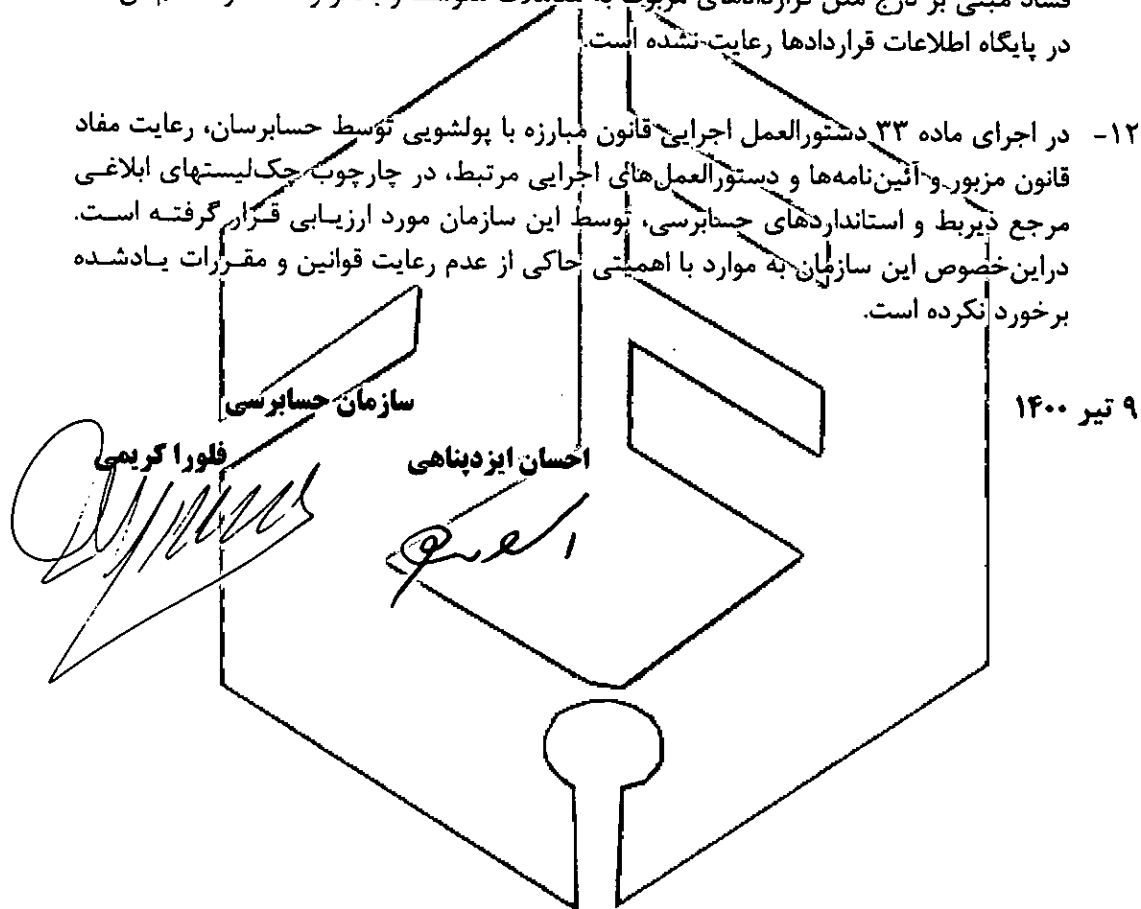 در پایگاه اطلاعات قراردادها رعایت نشده است.
۱۲- در اجرای ماده ۳۳ دستورالعمل اجرایی قانون مبارزه با پولشویی توسط حسابرسان، رعایت مفاد
قانون مزبور و آئین‌نامه‌ها و دستورالعمل‌های اجرایی مرتبط، در چارچوب چک‌لیستهای ابلاغی
مرجع ذیربط و استانداردهای حسابرسی، توسط این سازمان مورد ارزیابی قرار گرفته است.
دراین‌خصوص این سازمان به موارد با اهمیتی حاکی از عدم رعایت قوانین و مقررات یادشده
برخورد نکرده است.
۹ تیر ۱۴۰۰
سازمان حسابرسی
احسان ایزدپناهی
فلورا کریمی